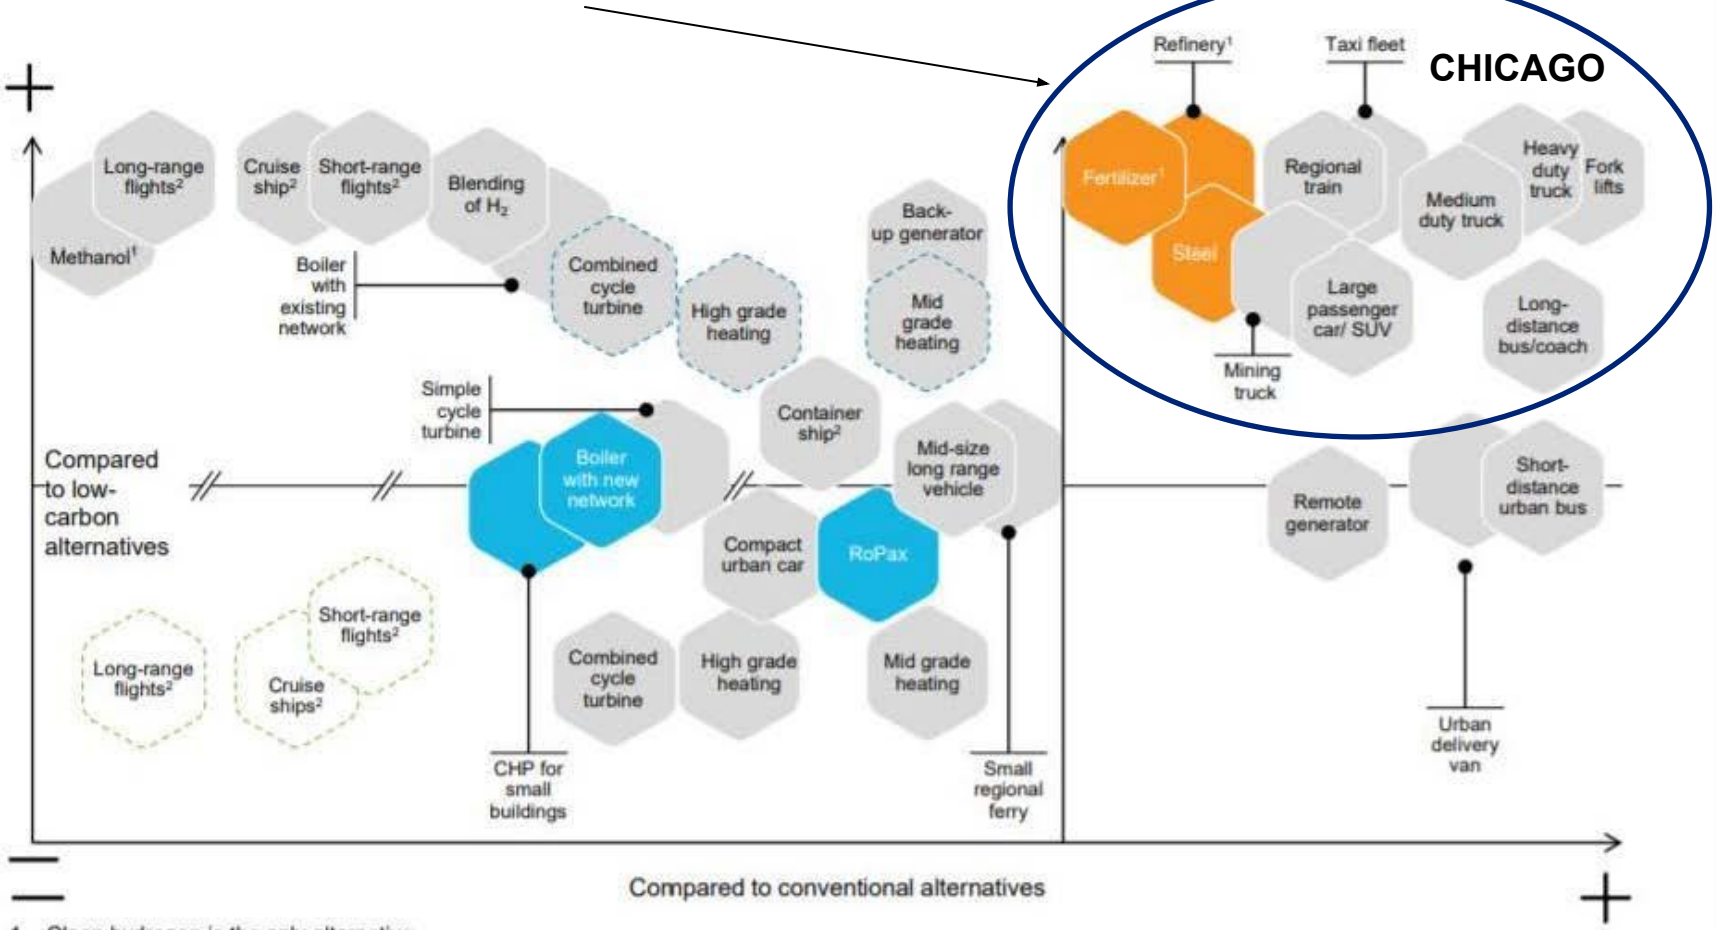 Refinery¹
Taxi fleet
CHICAGO
Long-range
flights²
Methanol¹
Cruise
ship²
Short-range
flights²
Blending
of H₂
Boiler
with
existing
network
Combined
cycle
turbine
High grade
heating
Back-
up generator
Mid
grade
heating
Fertilizer¹
Steel
Regional
train
Medium
duty truck
Heavy
duty
truck
Fork
lifts
Large
passenger
car/ SUV
Long-
distance
bus/coach
Mining
truck
Simple
cycle
turbine
Container
ship²
Mid-size
long range
vehicle
Boiler
with new
network
Compared
to low-
carbon
alternatives
Compact
urban car
RoPax
Remote
generator
Short-
distance
urban bus
Long-range
flights²
Cruise
ships²
Short-range
flights²
Combined
cycle
turbine
High grade
heating
Mid grade
heating
CHP for
small
buildings
Small
regional
ferry
Urban
delivery
van
Compared to conventional alternatives